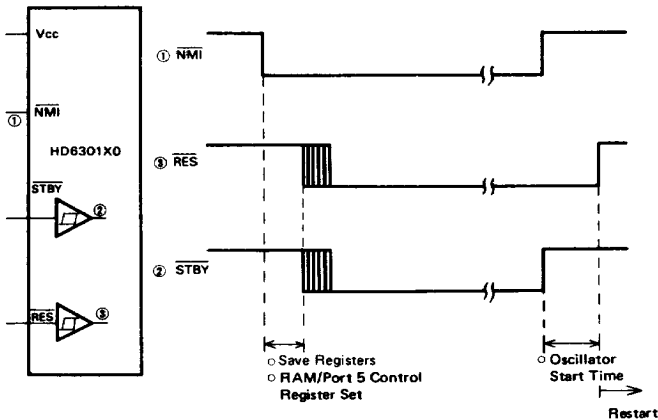 Vcc
① NMI
HD6301X0
STBY
②
RES
③
① NMI
③ RES
② STBY
○ Save Registers
○ RAM/Port 5 Control
Register Set
○ Oscillator
Start Time
Restart